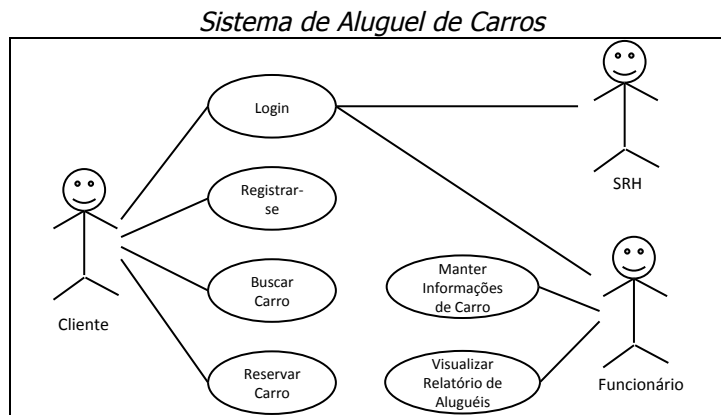 Sistema de Aluguel de Carros
Login
SRH
Registrar-
se
Cliente
Buscar
Carro
Manter
Informações
de Carro
Reservar
Carro
Visualizar
Relatório de
Aluguéis
Funcionário